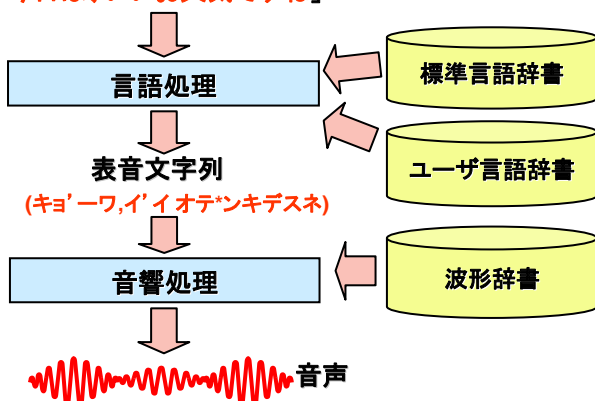 言語処理
標準言語辞書
ユーザ言語辞書
表音文字列
(キョ'ーワ,イ'イオテ*ンキデスネ)
音響処理
波形辞書
音声